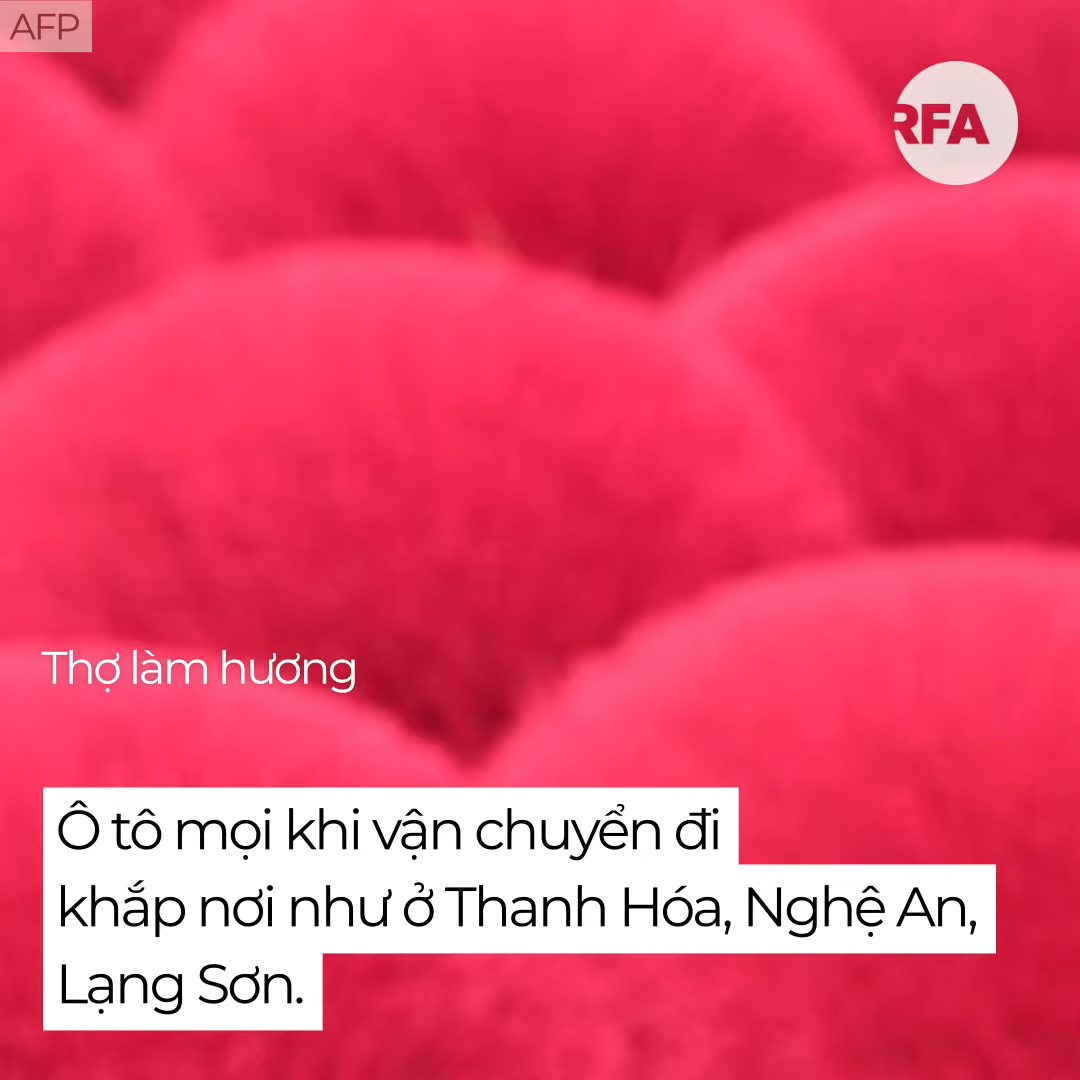 AFP
RFA
Thợ làm hương
Ô tô mọi khi vận chuyển đi
khắp nơi như ở Thanh Hóa, Nghệ An,
Lạng Sơn.